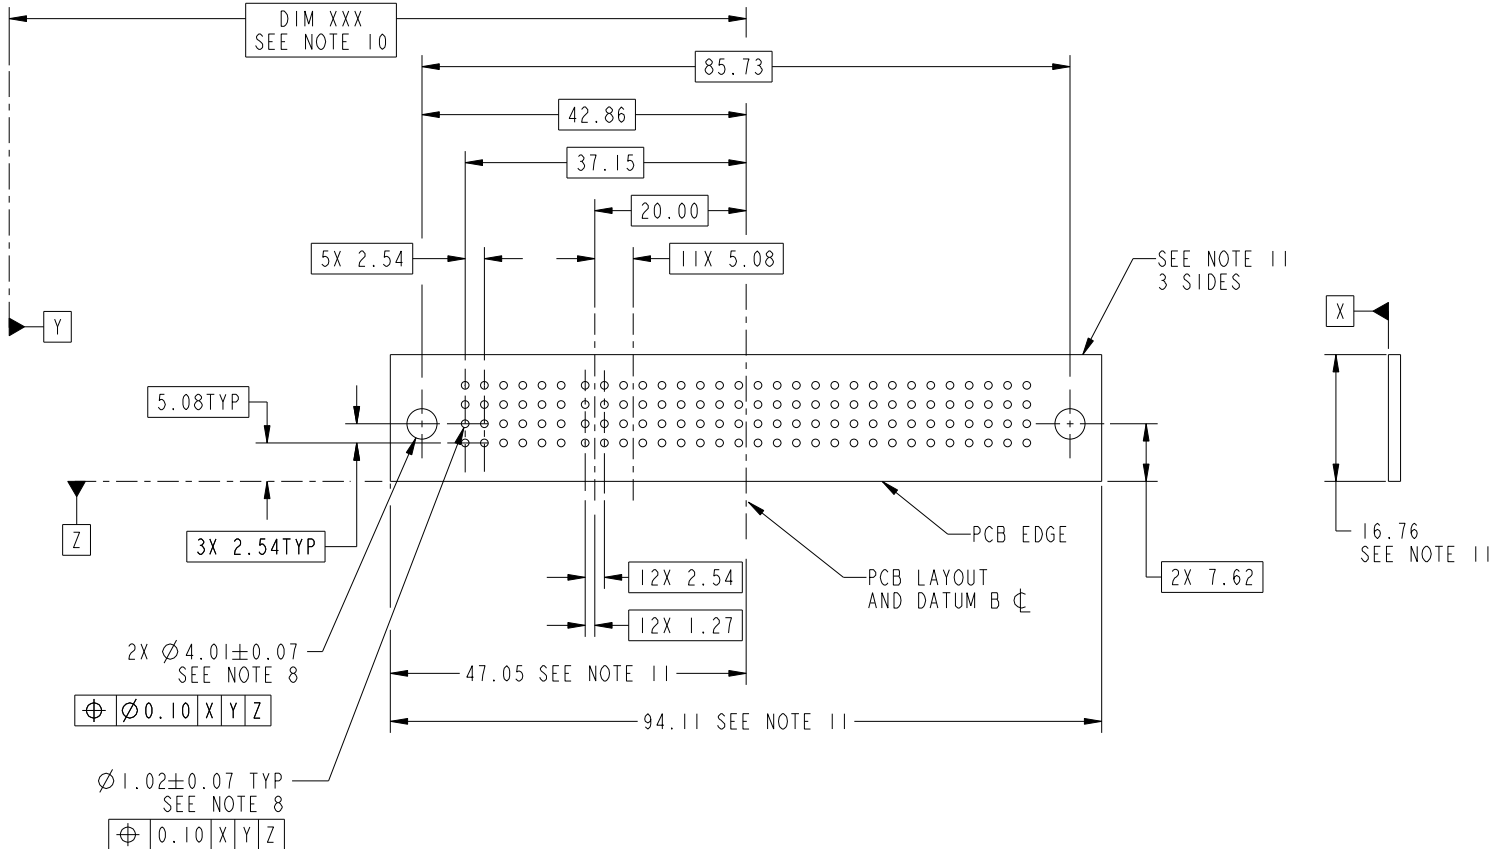 DIM XXX
SEE NOTE 10
85.73
42.86
37.15
20.00
5X 2.54
11X 5.08
SEE NOTE 11
3 SIDES
X
Y
5.08TYP
Z
3X 2.54TYP
PCB EDGE
16.76
SEE NOTE 11
12X 2.54
PCB LAYOUT
AND DATUM B ℄
2X 7.62
12X 1.27
2X Ø4.01±0.07
SEE NOTE 8
47.05 SEE NOTE 11
⌖ Ø0.10 X Y Z
94.11 SEE NOTE 11
Ø1.02±0.07 TYP
SEE NOTE 8
⌖ 0.10 X Y Z